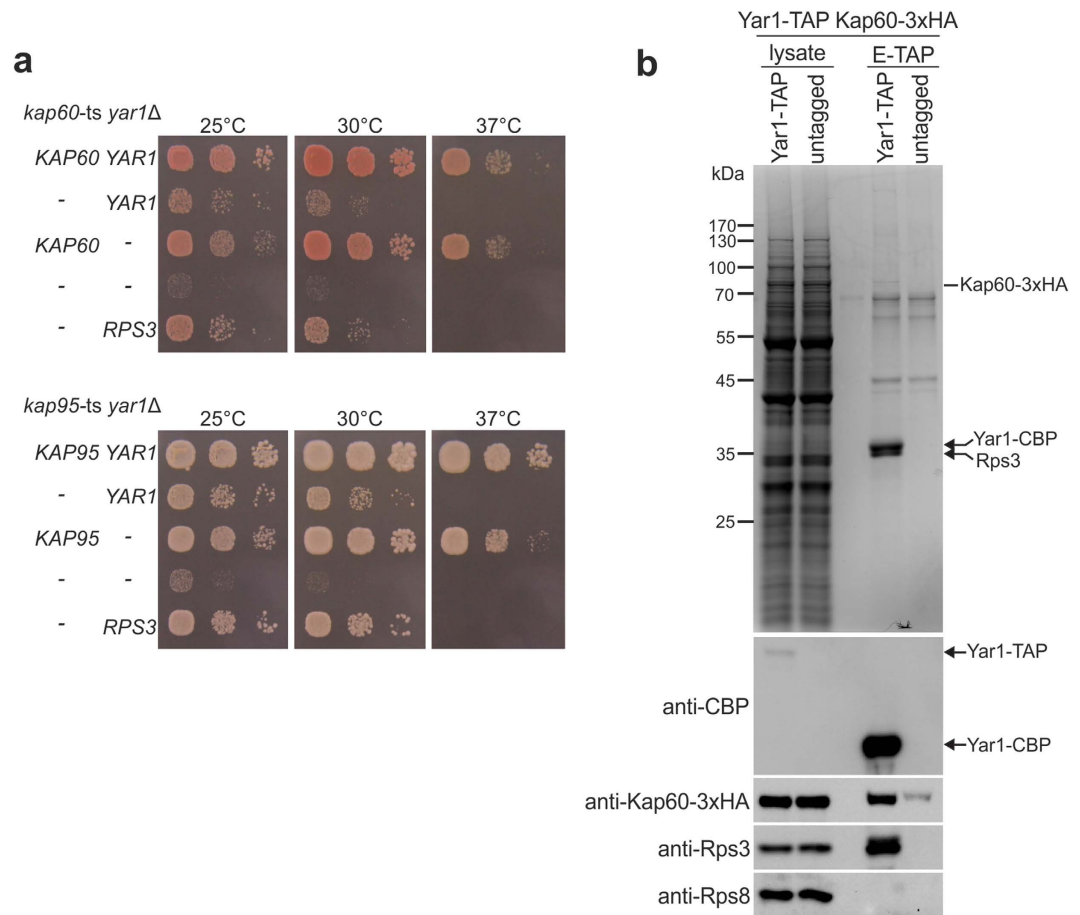 a
kap60-ts yar1Δ
25°C 30°C 37°C
KAP60 YAR1
- YAR1
KAP60 -
- -
- RPS3
kap95-ts yar1Δ
25°C 30°C 37°C
KAP95 YAR1
- YAR1
KAP95 -
- -
- RPS3
b
Yar1-TAP Kap60-3xHA
lysate E-TAP
Yar1-TAP untagged Yar1-TAP untagged
kDa
170
130
100
70
55
45
35
25
Kap60-3xHA
Yar1-CBP
Rps3
anti-CBP
Yar1-TAP
Yar1-CBP
anti-Kap60-3xHA
anti-Rps3
anti-Rps8